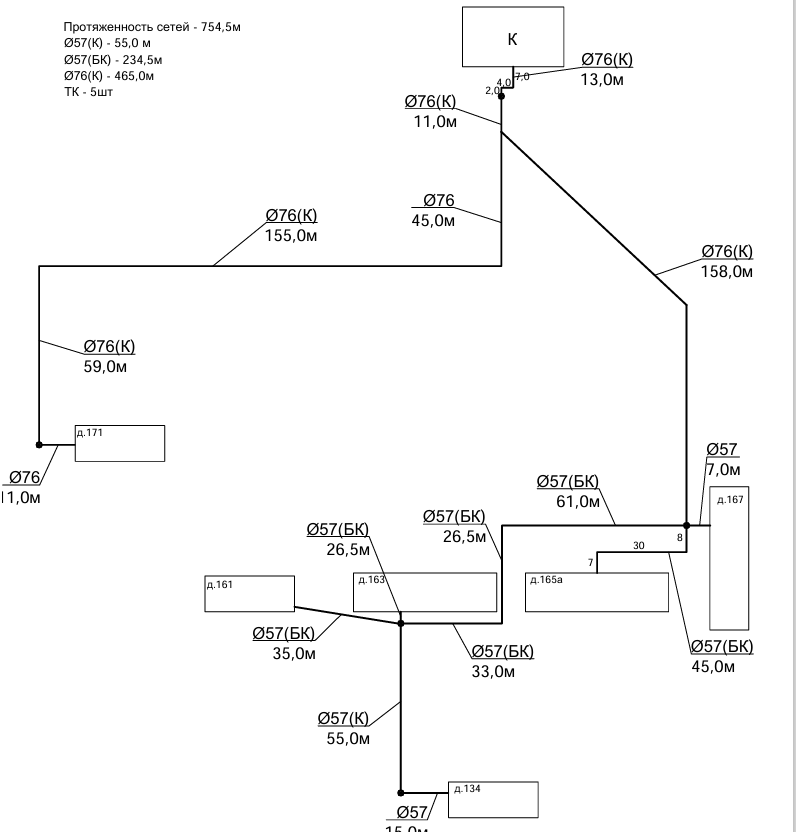 Протяженность сетей - 754,5м
Ø57(К) - 55,0 м
Ø57(БК) - 234,5м
Ø76(К) - 465,0м
ТК - 5шт
К
Ø76(К)
13,0м
7,0
4,0
2,0
Ø76(К)
11,0м
Ø76
45,0м
Ø76(К)
155,0м
Ø76(К)
158,0м
Ø76(К)
59,0м
д.171
Ø76
11,0м
Ø57
7,0м
д.167
Ø57(БК)
61,0м
Ø57(БК)
26,5м
Ø57(БК)
26,5м
8
30
7
д.161
д.163
д.165а
Ø57(БК)
35,0м
Ø57(БК)
33,0м
Ø57(БК)
45,0м
Ø57(К)
55,0м
д.134
Ø57
15,0м